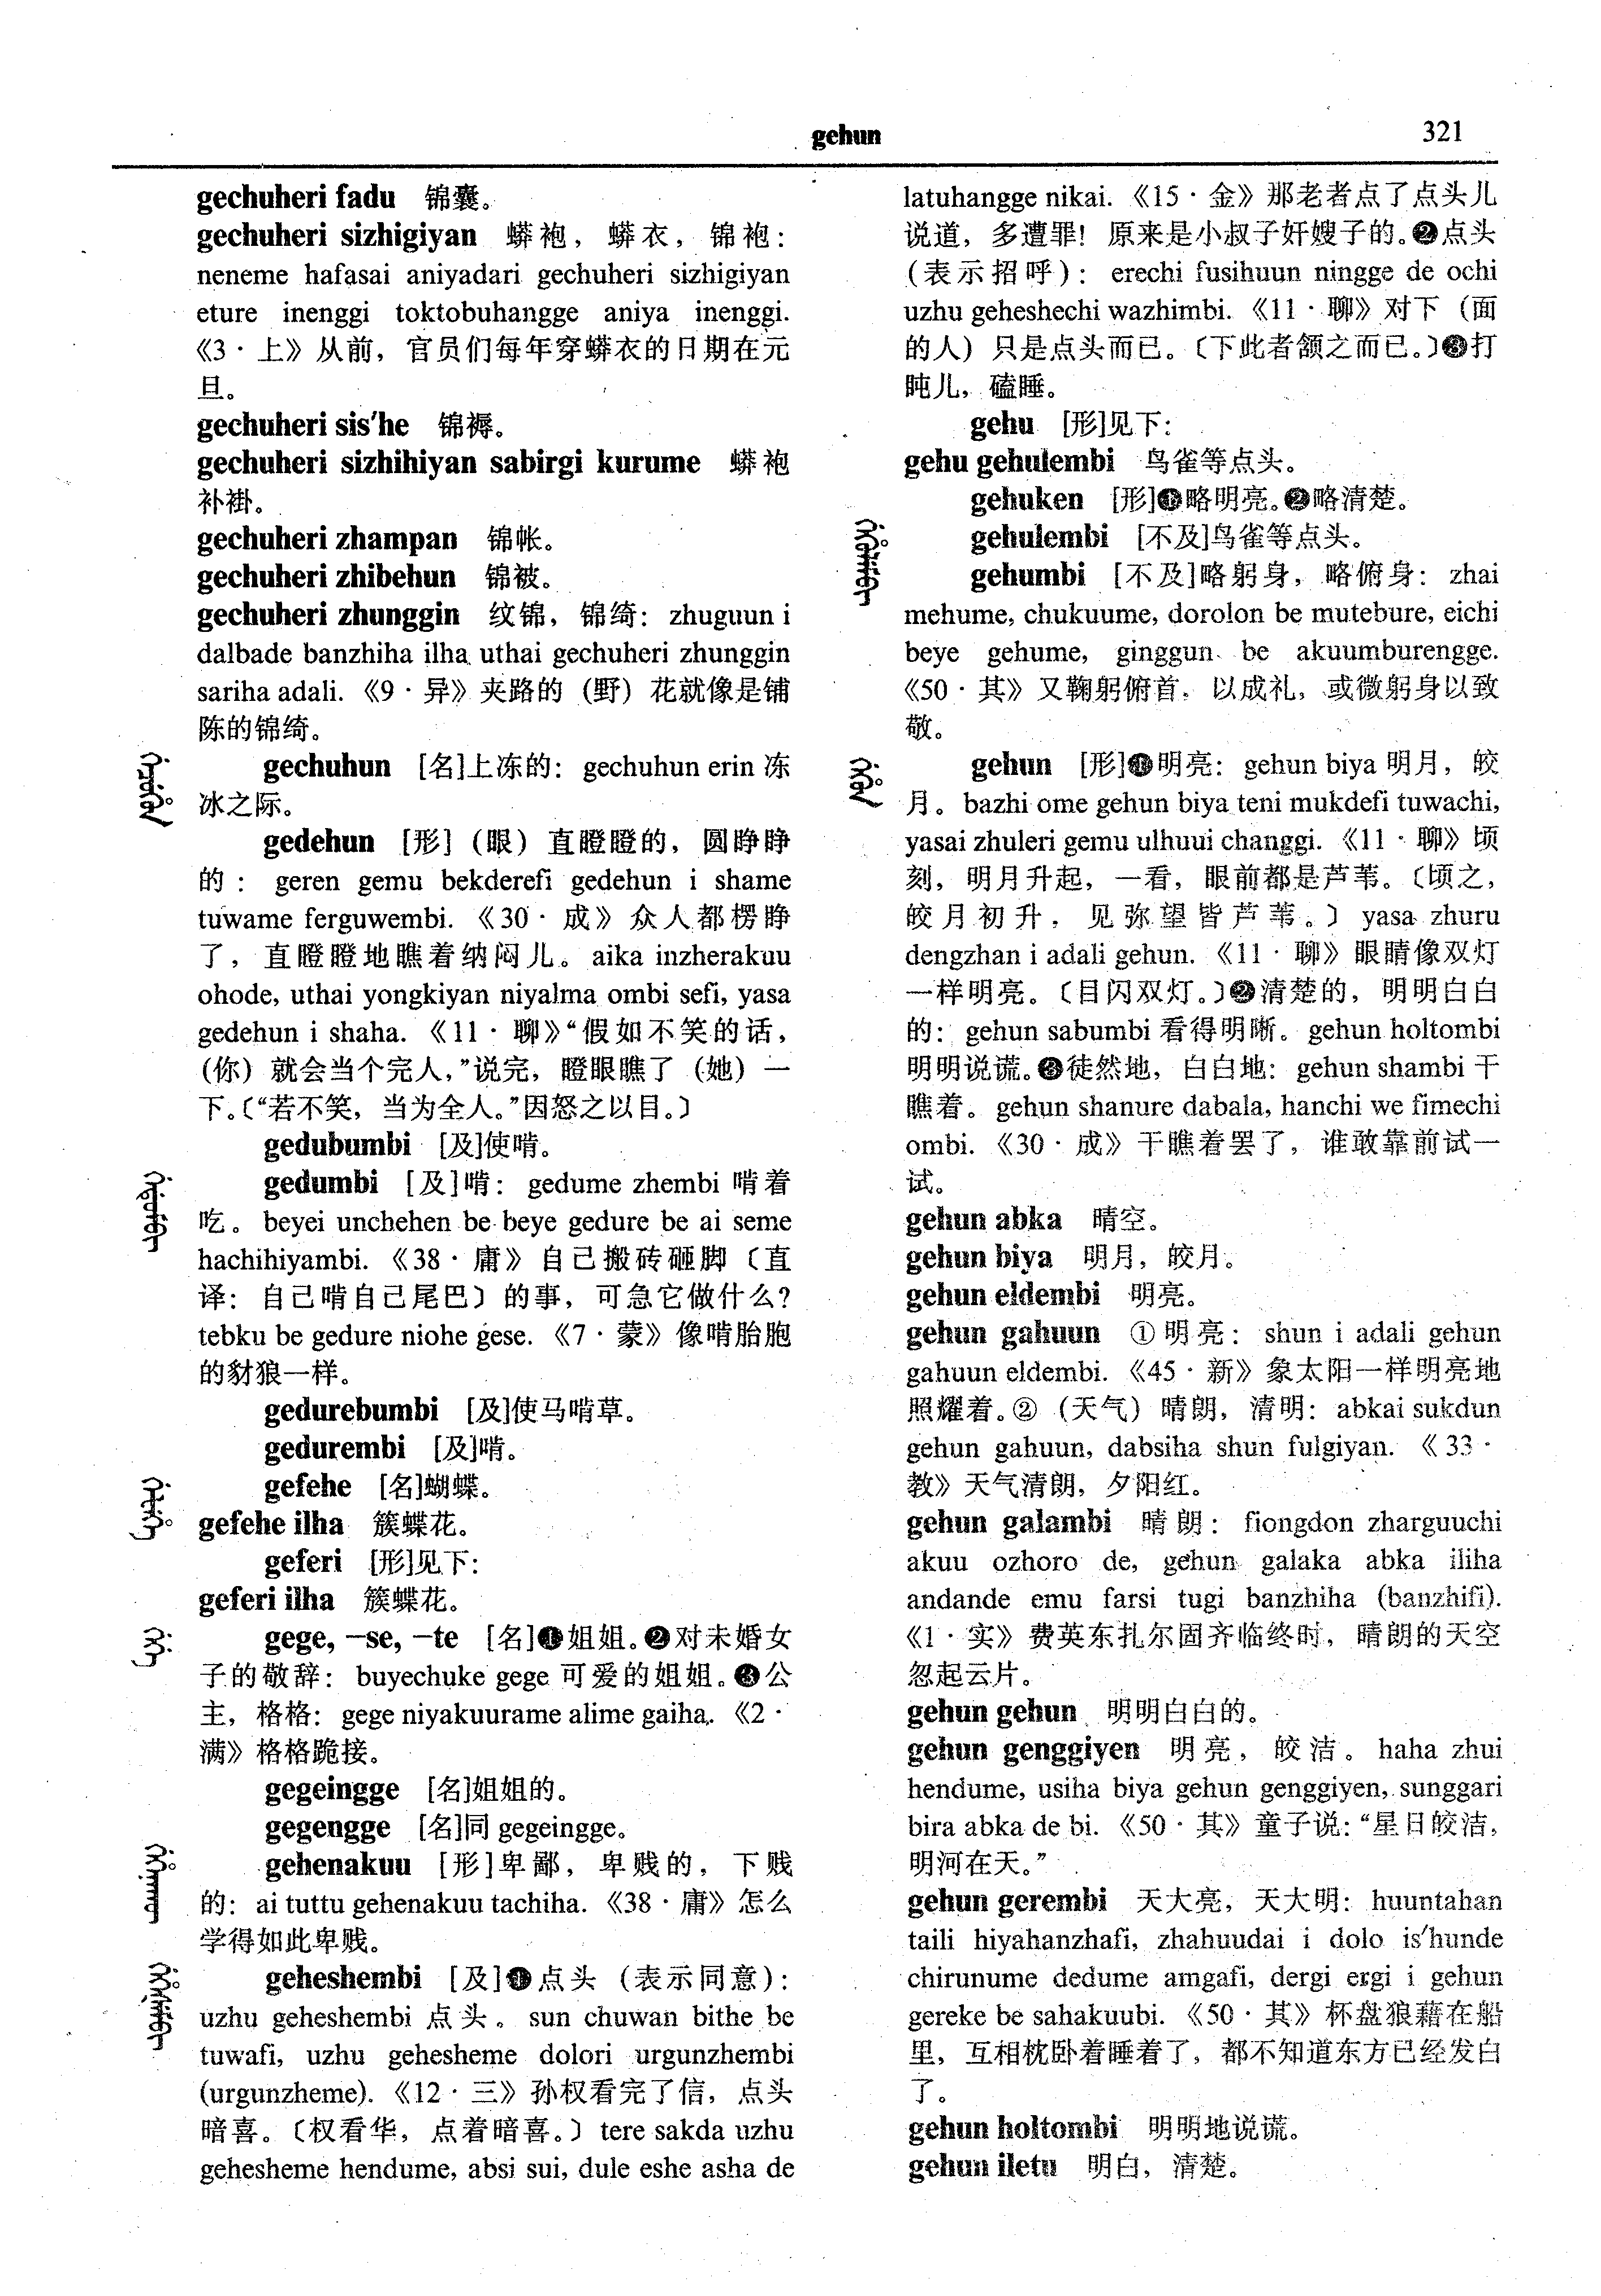 gehun
321
gechuheri fadu 锦囊。
gechuheri sizhigiyan 蟒袍，蟒衣，锦袍：
neneme hafasai aniyadari gechuheri sizhigiyan
eture inenggi toktobuhangge aniya inenggi.
《3·上》从前，官员们每年穿蟒衣的日期在元
旦。
gechuheri sis'he 锦褥。
gechuheri sizhihiyan sabirgi kurume 蟒袍
补褂。
gechuheri zhampan 锦帐。
gechuheri zhibehun 锦被。
gechuheri zhunggin 纹锦，锦绮：zhuguun i
dalbade banzhiha ilha uthai gechuheri zhunggin
sariha adali.《9·异》夹路的（野）花就像是铺
陈的锦绮。
gechuhun [名]上冻的：gechuhun erin 冻
冰之际。
gedehun [形]（眼）直瞪瞪的，圆睁睁
的：geren gemu bekderefi gedehun i shame
tuwame ferguwembi.《30·成》众人都楞睁
了，直瞪瞪地瞧着纳闷儿。aika inzherakuu
ohode, uthai yongkiyan niyalma ombi sefi, yasa
gedehun i shaha.《11·聊》“假如不笑的话，
（你）就会当个完人，”说完，瞪眼瞧了（她）一
下。〔“若不笑，当为全人。”因怒之以目。〕
gedubumbi [及]使啃。
gedumbi [及]啃：gedume zhembi 啃着
吃。beyei unchehen be beye gedure be ai seme
hachihiyambi.《38·庸》自己搬砖砸脚〔直
译：自己啃自己尾巴〕的事，可急它做什么？
tebku be gedure niohe gese.《7·蒙》像啃胎胞
的豺狼一样。
gedurebumbi [及]使马啃草。
gedurembi [及]啃。
gefehe [名]蝴蝶。
gefehe ilha 簇蝶花。
geferi [形]见下：
geferi ilha 簇蝶花。
gege, —se, —te [名]❶姐姐。❷对未婚女
子的敬辞：buyechuke gege 可爱的姐姐。❸公
主，格格：gege niyakuurame alime gaiha.《2·
满》格格跪接。
gegeingge [名]姐姐的。
gegengge [名]同 gegeingge。
gehenakuu [形]卑鄙，卑贱的，下贱
的：ai tuttu gehenakuu tachiha.《38·庸》怎么
学得如此卑贱。
geheshembi [及]❶点头（表示同意）：
uzhu geheshembi 点头。sun chuwan bithe be
tuwafi, uzhu gehesheme dolori urgunzhembi
(urgunzheme).《12·三》孙权看完了信，点头
暗喜。〔权看华，点着暗喜。〕tere sakda uzhu
gehesheme hendume, absi sui, dule eshe asha de
latuhangge nikai.《15·金》那老者点了点头儿
说道，多遭罪！原来是小叔子奸嫂子的。❷点头
（表示招呼）：erechi fusihuun ningge de ochi
uzhu geheshechi wazhimbi.《11·聊》对下（面
的人）只是点头而已。〔下此者颔之而已。〕❸打
盹儿，磕睡。
gehu [形]见下：
gehu gehulembi 鸟雀等点头。
gehuken [形]❶略明亮。❷略清楚。
gehulembi [不及]鸟雀等点头。
gehumbi [不及]略躬身，略俯身：zhai
mehume, chukuume, dorolon be mutebure, eichi
beye gehume, ginggun be akuumburengge.
《50·其》又鞠躬俯首，以成礼，或微躬身以致
敬。
gehun [形]❶明亮：gehun biya 明月，皎
月。bazhi ome gehun biya teni mukdefi tuwachi,
yasai zhuleri gemu ulhuui changgi.《11·聊》顷
刻，明月升起，一看，眼前都是芦苇。〔顷之，
皎月初升，见弥望皆芦苇。〕yasa zhuru
dengzhan i adali gehun.《11·聊》眼睛像双灯
一样明亮。〔目闪双灯。〕❷清楚的，明明白白
的：gehun sabumbi 看得明晰。gehun holtombi
明明说谎。❸徒然地，白白地：gehun shambi 干
瞧着。gehun shanure dabala, hanchi we fimechi
ombi.《30·成》干瞧着罢了，谁敢靠前试一
试。
gehun abka 晴空。
gehun biya 明月，皎月。
gehun eldembi 明亮。
gehun gahuun ①明亮：shun i adali gehun
gahuun eldembi.《45·新》象太阳一样明亮地
照耀着。②（天气）晴朗，清明：abkai sukdun
gehun gahuun, dabsiha shun fulgiyan.《33·
教》天气清朗，夕阳红。
gehun galambi 晴朗：fiongdon zharguuchi
akuu ozhoro de, gehun galaka abka iliha
andande emu farsi tugi banzhiha (banzhifi).
《1·实》费英东扎尔固齐临终时，晴朗的天空
忽起云片。
gehun gehun 明明白白的。
gehun genggiyen 明亮，皎洁。haha zhui
hendume, usiha biya gehun genggiyen, sunggari
bira abka de bi.《50·其》童子说：“星日皎洁，
明河在天。”
gehun gerembi 天大亮，天大明：huuntahan
taili hiyahanzhafi, zhahuudai i dolo is'hunde
chirunume dedume amgafi, dergi ergi i gehun
gereke be sahakuubi.《50·其》杯盘狼藉在船
里，互相枕卧着睡着了，都不知道东方已经发白
了。
gehun holtombi 明明地说谎。
gehun iletu 明白，清楚。